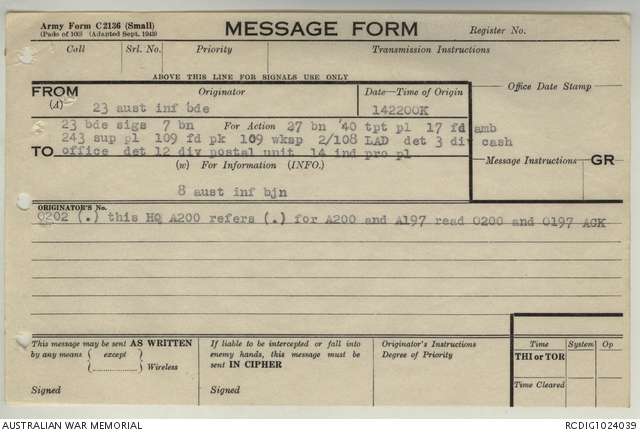 Army Form C2136 (Small)
(Pads of 100) (Adapted Sept. 1943)
MESSAGE FORM
Register No.
Call Srl. No. Priority Transmission Instructions
ABOVE THIS LINE FOR SIGNALS USE ONLY
FROM Originator Date—Time of Origin Office Date Stamp
(A) 23 aust inf bde 142200K
23 bde sigs 7 bn For Action 27 bn '40 tpt pl 17 fd amb
243 sup pl 109 fd pk 109 wksp 2/108 LAD det 3 div cash
TO office det 12 div postal unit 14 ind pro pl
(w) For Information (INFO.) Message Instructions GR
8 aust inf bjn
ORIGINATOR'S No.
O202 (.) this HQ A200 refers (.) for A200 and A197 read O200 and O197 ACK
This message may be sent AS WRITTEN
by any means { except }
{ .......... } Wireless
Signed
If liable to be intercepted or fall into
enemy hands, this message must be
sent IN CIPHER
Signed
Originator's Instructions
Degree of Priority
Time System Op
THI or TOR
Time Cleared
AUSTRALIAN WAR MEMORIAL RCDIG1024039